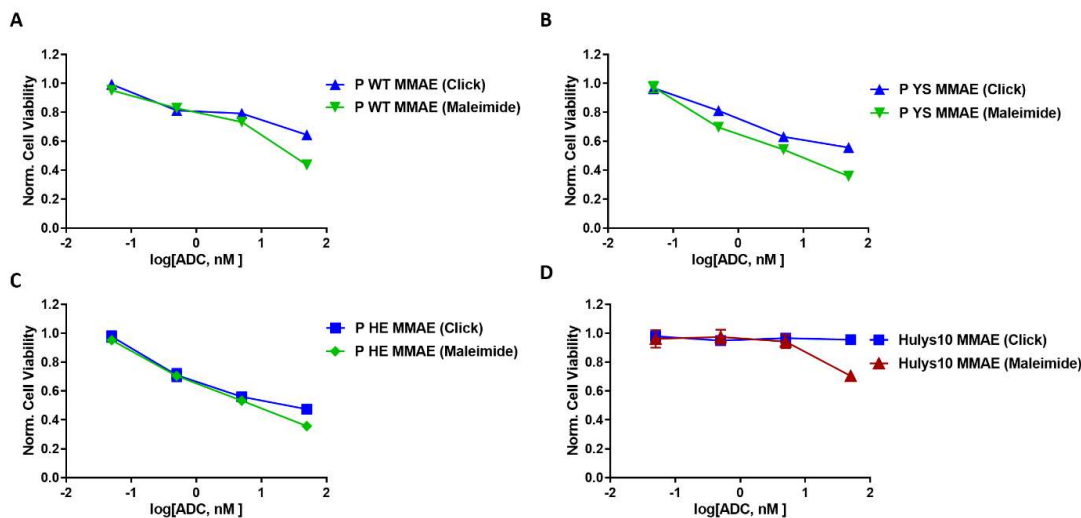 A
1.2
1.0
0.8
0.6
0.4
0.2
0.0
Norm. Cell Viability
-2
-1
0
1
2
log[ADC, nM ]
P WT MMAE (Click)
P WT MMAE (Maleimide)
B
1.2
1.0
0.8
0.6
0.4
0.2
0.0
Norm. Cell Viability
-2
-1
0
1
2
log[ADC, nM ]
P YS MMAE (Click)
P YS MMAE (Maleimide)
C
1.2
1.0
0.8
0.6
0.4
0.2
0.0
Norm. Cell Viability
-2
-1
0
1
2
log[ADC, nM ]
P HE MMAE (Click)
P HE MMAE (Maleimide)
D
1.2
1.0
0.8
0.6
0.4
0.2
0.0
Norm. Cell Viability
-2
-1
0
1
2
log[ADC, nM ]
Hulys10 MMAE (Click)
Hulys10 MMAE (Maleimide)